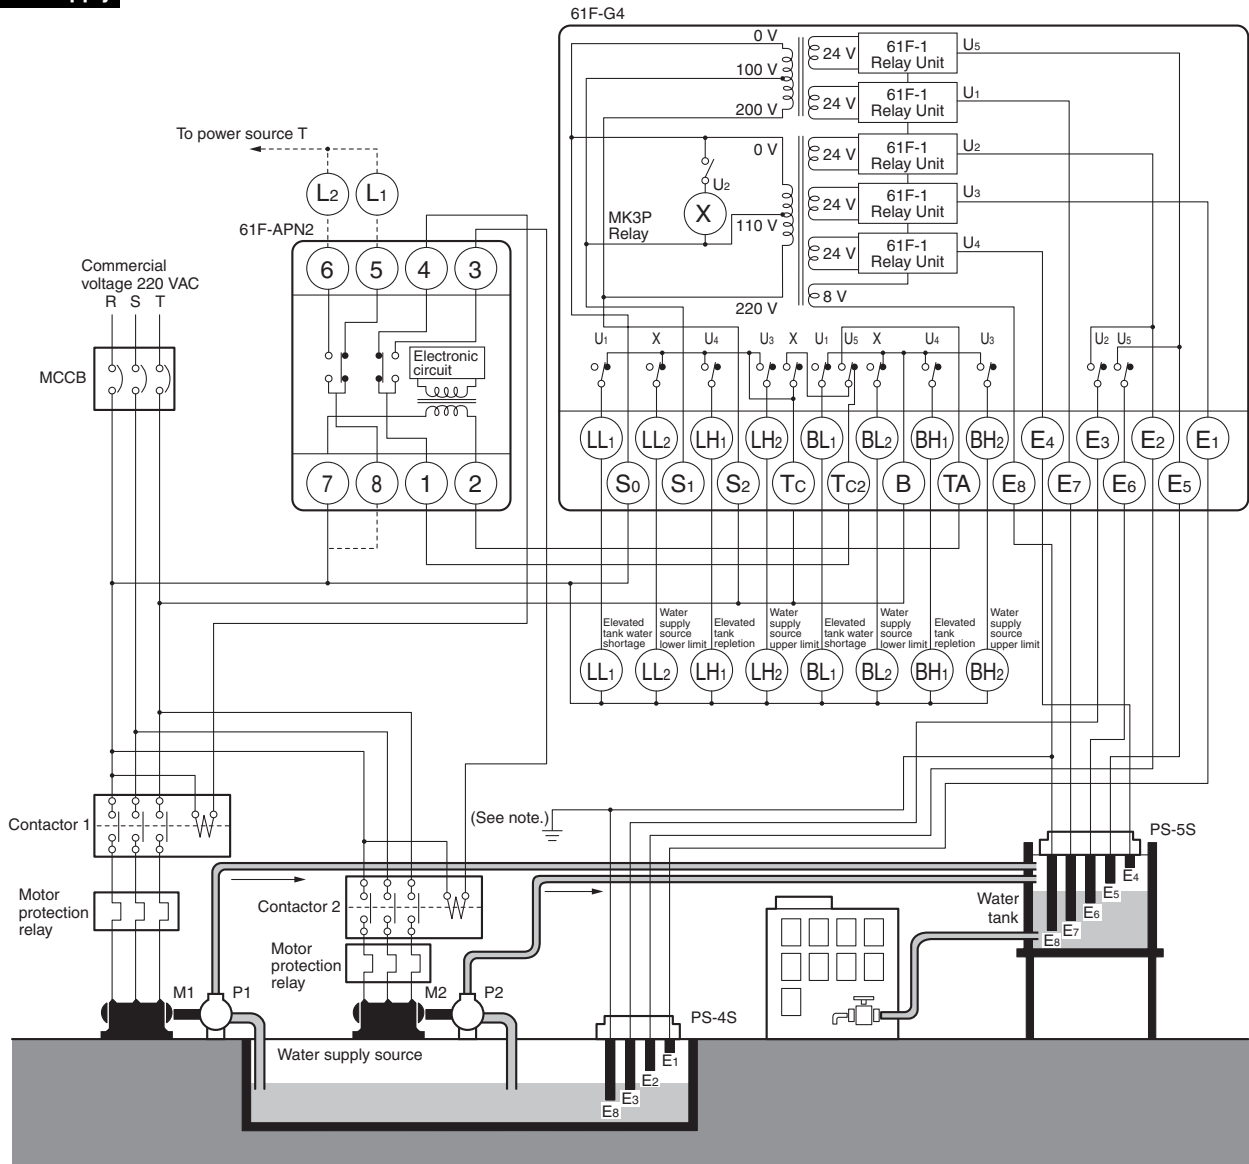 61F-G4
0 V
100 V
200 V
24 V
61F-1
Relay Unit
U5
24 V
61F-1
Relay Unit
U1
0 V
24 V
61F-1
Relay Unit
U2
U2
X
MK3P
Relay
110 V
24 V
61F-1
Relay Unit
U3
24 V
61F-1
Relay Unit
U4
220 V
8 V
To power source T
L2 L1
61F-APN2
6 5 4 3
Electronic
circuit
7 8 1 2
Commercial
voltage 220 VAC
R S T
MCCB
U1 X U4 U3 X U1 U5 X U4 U3 U2 U5
LL1 LL2 LH1 LH2 BL1 BL2 BH1 BH2 E4 E3 E2 E1
S0 S1 S2 TC TC2 B TA E8 E7 E6 E5
Elevated
tank water
shortage
Water
supply
source
lower limit
Elevated
tank
repletion
Water
supply
source
upper limit
Elevated
tank water
shortage
Water
supply
source
lower limit
Elevated
tank
repletion
Water
supply
source
upper limit
LL1 LL2 LH1 LH2 BL1 BL2 BH1 BH2
Contactor 1
(See note.)
PS-5S
Motor
protection
relay
Contactor 2
Motor
protection
relay
Water
tank
E4
E5
E6
E7
E8
M1 P1
M2 P2
PS-4S
Water supply source
E1
E2
E3
E8